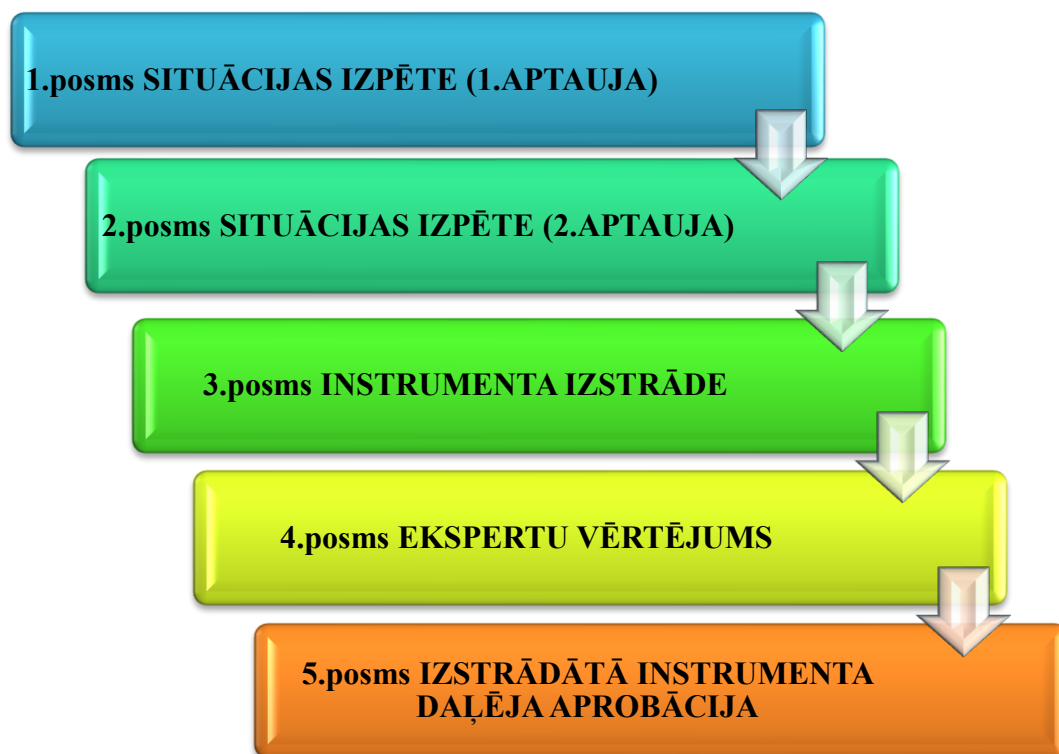 1.posms SITUĀCIJAS IZPĒTE (1.APTAUJA)
2.posms SITUĀCIJAS IZPĒTE (2.APTAUJA)
3.posms INSTRUMENTA IZSTRĀDE
4.posms EKSPERTU VĒRTĒJUMS
5.posms IZSTRĀDĀTĀ INSTRUMENTA
DAĻĒJA APROBĀCIJA